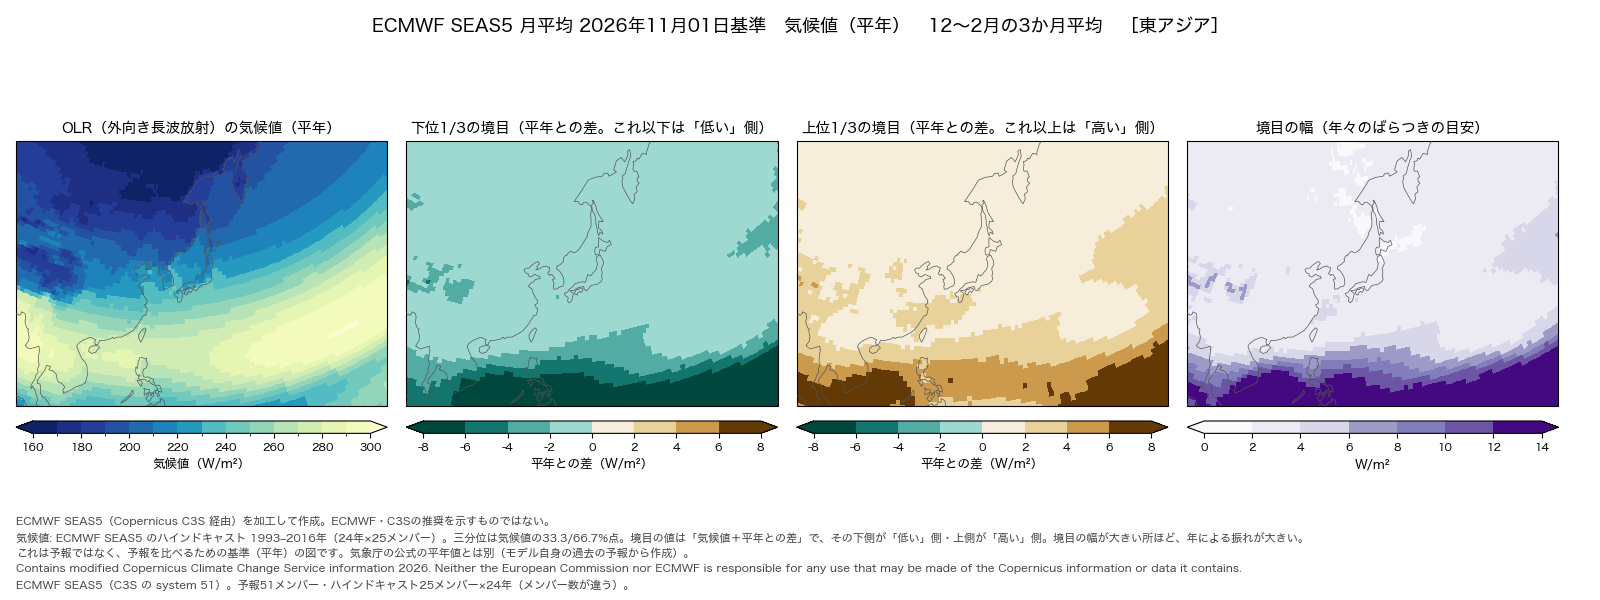 ECMWF SEAS5 月平均 2026年11月01日基準　気候値（平年）　12～2月の3か月平均　［東アジア］
OLR（外向き長波放射）の気候値（平年）
下位1/3の境目（平年との差。これ以下は「低い」側）
上位1/3の境目（平年との差。これ以上は「高い」側）
境目の幅（年々のばらつきの目安）
160 180 200 220 240 260 280 300
気候値（W/m²）
-8 -6 -4 -2 0 2 4 6 8
平年との差（W/m²）
-8 -6 -4 -2 0 2 4 6 8
平年との差（W/m²）
0 2 4 6 8 10 12 14
W/m²
ECMWF SEAS5（Copernicus C3S 経由）を加工して作成。ECMWF・C3Sの推奨を示すものではない。
気候値: ECMWF SEAS5 のハインドキャスト 1993–2016年（24年×25メンバー）。三分位は気候値の33.3/66.7%点。境目の値は「気候値＋平年との差」で、その下側が「低い」側・上側が「高い」側。境目の幅が大きい所ほど、年による振れが大きい。
これは予報ではなく、予報を比べるための基準（平年）の図です。気象庁の公式の平年値とは別（モデル自身の過去の予報から作成）。
Contains modified Copernicus Climate Change Service information 2026. Neither the European Commission nor ECMWF is responsible for any use that may be made of the Copernicus information or data it contains.
ECMWF SEAS5（C3S の system 51）。予報51メンバー・ハインドキャスト25メンバー×24年（メンバー数が違う）。